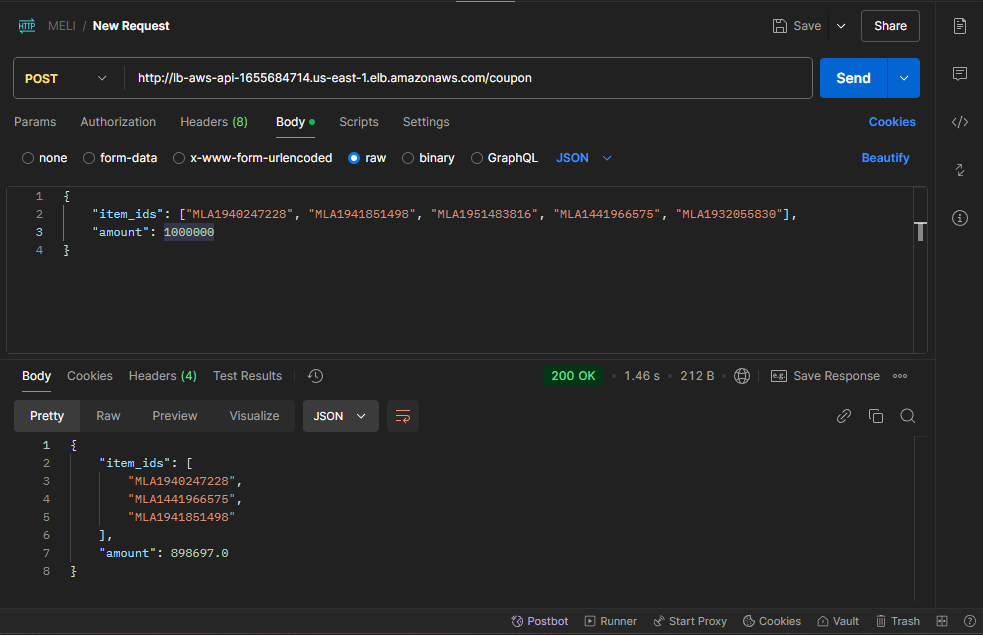 HTTP MELI / New Request Save Share
POST http://lb-aws-api-1655684714.us-east-1.elb.amazonaws.com/coupon Send
Params Authorization Headers (8) Body Scripts Settings Cookies
none form-data x-www-form-urlencoded raw binary GraphQL JSON Beautify
1 {
2 "item_ids": ["MLA1940247228", "MLA1941851498", "MLA1951483816", "MLA1441966575", "MLA1932055830"],
3 "amount": 1000000
4 }
Body Cookies Headers (4) Test Results 200 OK 1.46 s 212 B e.g. Save Response
Pretty Raw Preview Visualize JSON
1 {
2 "item_ids": [
3 "MLA1940247228",
4 "MLA1441966575",
5 "MLA1941851498"
6 ],
7 "amount": 898697.0
8 }
Postbot Runner Start Proxy Cookies Vault Trash